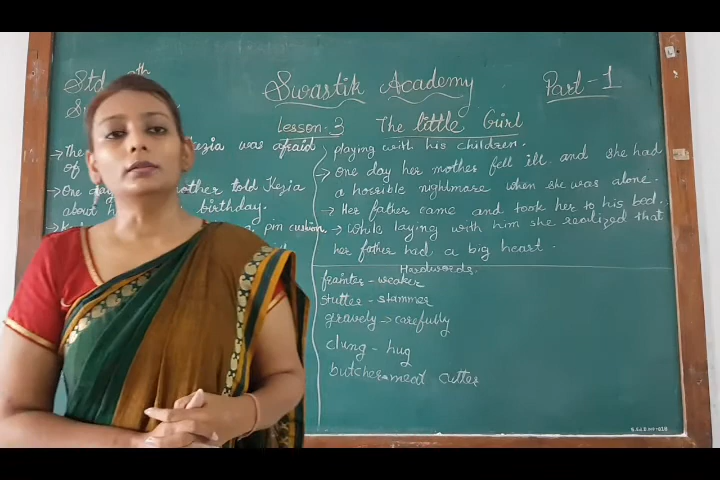 Std 9th
Swastik Academy
Part-1
Lesson: 3 The little Girl
→ The Kezia was afraid
of
→ One day mother told Kezia
about h birthday.
→ K pin cushion.
playing with his children.
→ One day her mother fell ill and she had
a horrible nightmare when she was alone.
→ Her father came and took her to his bed.
→ While laying with him she realized that
her father had a big heart.
Hardwords.
frainter - weaker
stutter - stammer
gravely → carefully
clung - hug
butcher - meat cutter